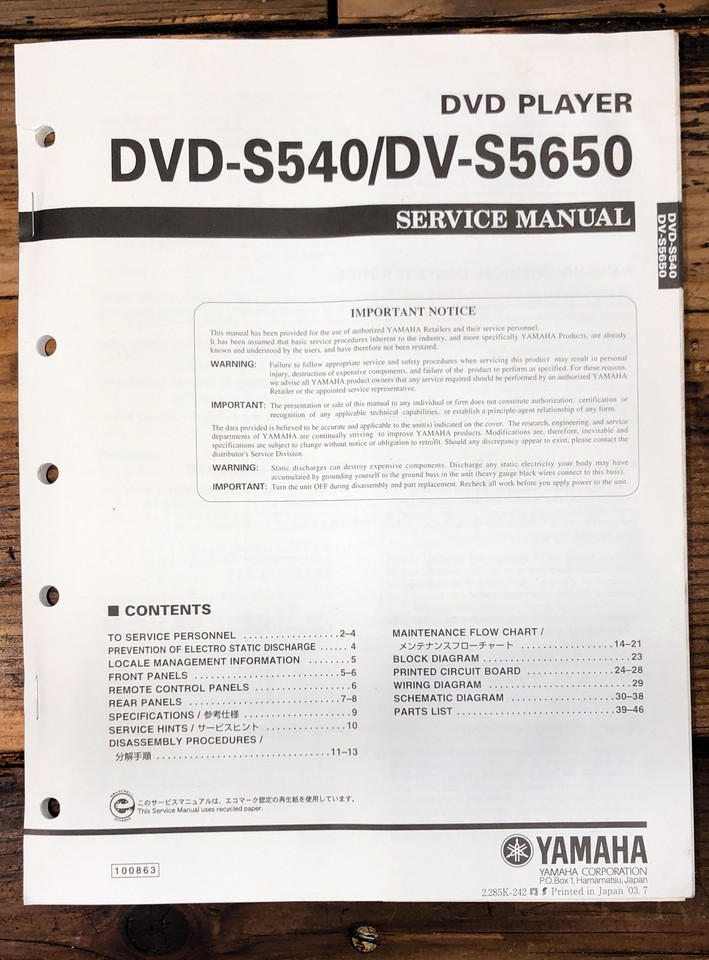 DVD PLAYER
DVD-S540/DV-S5650
SERVICE MANUAL
DVD-S540
DV-S5650
IMPORTANT NOTICE
This manual has been provided for the use of authorized YAMAHA Retailers and their service personnel.
It has been assumed that basic service procedures inherent to the industry, and more specifically YAMAHA Products, are already
known and understood by the users, and have therefore not been restated.
WARNING: Failure to follow appropriate service and safety procedures when servicing this product may result in personal
injury, destruction of expensive components, and failure of the product to perform as specified. For these reasons,
we advise all YAMAHA product owners that any service required should be performed by an authorized YAMAHA
Retailer or the appointed service representative.
IMPORTANT: The presentation or sale of this manual to any individual or firm does not constitute authorization, certification or
recognition of any applicable technical capabilities, or establish a principle-agent relationship of any form.
The data provided is believed to be accurate and applicable to the unit(s) indicated on the cover. The research, engineering, and service
departments of YAMAHA are continually striving to improve YAMAHA products. Modifications are, therefore, inevitable and
specifications are subject to change without notice or obligation to retrofit. Should any discrepancy appear to exist, please contact the
distributor's Service Division.
WARNING: Static discharges can destroy expensive components. Discharge any static electricity your body may have
accumulated by grounding yourself to the ground buss in the unit (heavy gauge black wires connect to this buss).
IMPORTANT: Turn the unit OFF during disassembly and part replacement. Recheck all work before you apply power to the unit.
■ CONTENTS
TO SERVICE PERSONNEL .................. 2–4
PREVENTION OF ELECTRO STATIC DISCHARGE ...... 4
LOCALE MANAGEMENT INFORMATION ........ 5
FRONT PANELS ........................... 5–6
REMOTE CONTROL PANELS .................. 6
REAR PANELS ............................ 7–8
SPECIFICATIONS / 参考仕様 .................... 9
SERVICE HINTS / サービスヒント ............... 10
DISASSEMBLY PROCEDURES /
分解手順 ................................ 11–13
MAINTENANCE FLOW CHART /
メンテナンスフローチャート ................. 14–21
BLOCK DIAGRAM .......................... 23
PRINTED CIRCUIT BOARD ................ 24–28
WIRING DIAGRAM ......................... 29
SCHEMATIC DIAGRAM .................... 30–38
PARTS LIST ............................ 39–46
このサービスマニュアルは、エコマーク認定の再生紙を使用しています。
This Service Manual uses recycled paper.
YAMAHA
YAMAHA CORPORATION
P.O.Box 1, Hamamatsu, Japan
100863
2.285K-242 Printed in Japan '03. 7